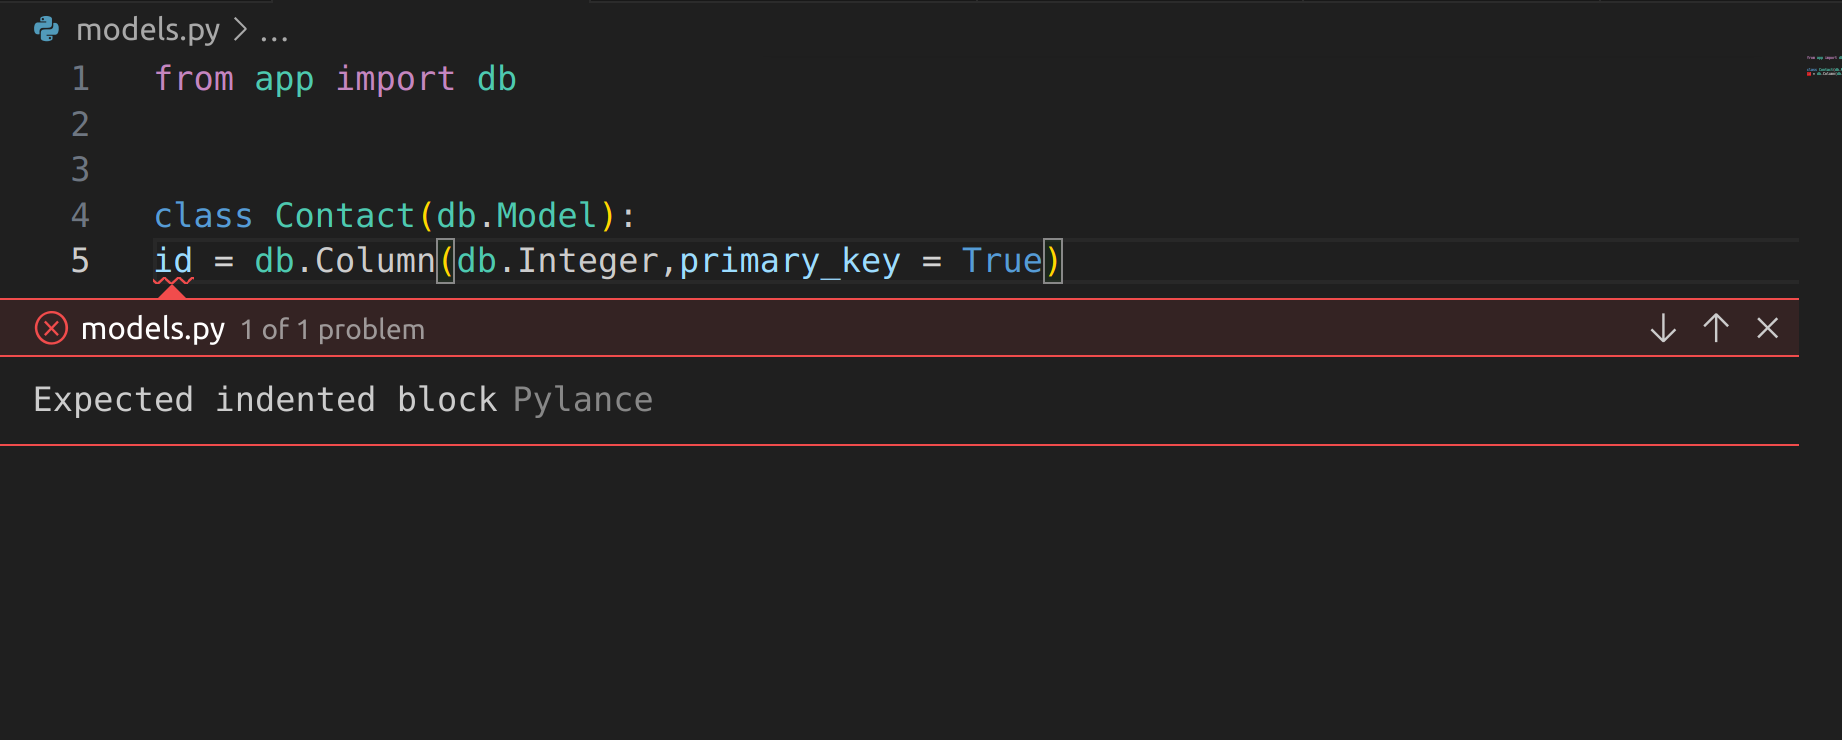 models.py > ...
1 from app import db
2
3
4 class Contact(db.Model):
5 id = db.Column(db.Integer,primary_key = True)
models.py 1 of 1 problem
Expected indented block Pylance